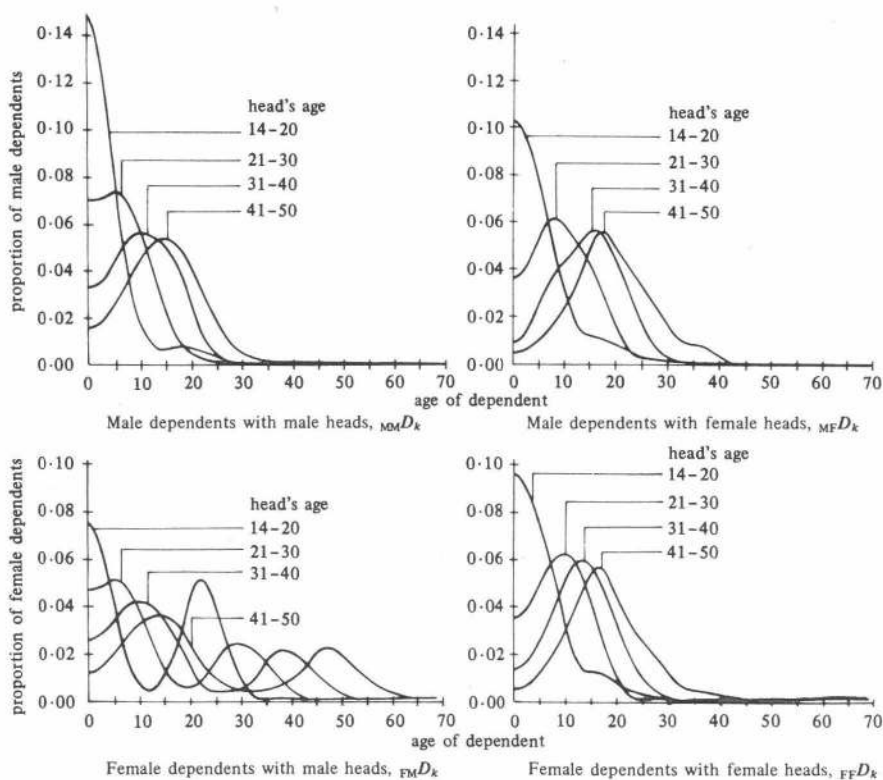 0·14
0·12
0·10
0·08
0·06
0·04
0·02
0·00
proportion of male dependents
head's age
14-20
21-30
31-40
41-50
0 10 20 30 40 50 60 70
Male dependents with male heads, MMDk
0·14
0·12
0·10
0·08
0·06
0·04
0·02
0·00
head's age
14-20
21-30
31-40
41-50
0 10 20 30 40 50 60 70
age of dependent
Male dependents with female heads, MFDk
0·10
0·08
0·06
0·04
0·02
0·00
proportion of female dependents
head's age
14-20
21-30
31-40
41-50
0 10 20 30 40 50 60 70
Female dependents with male heads, FMDk
0·10
0·08
0·06
0·04
0·02
0·00
head's age
14-20
21-30
31-40
41-50
0 10 20 30 40 50 60 70
age of dependent
Female dependents with female heads, FFDk